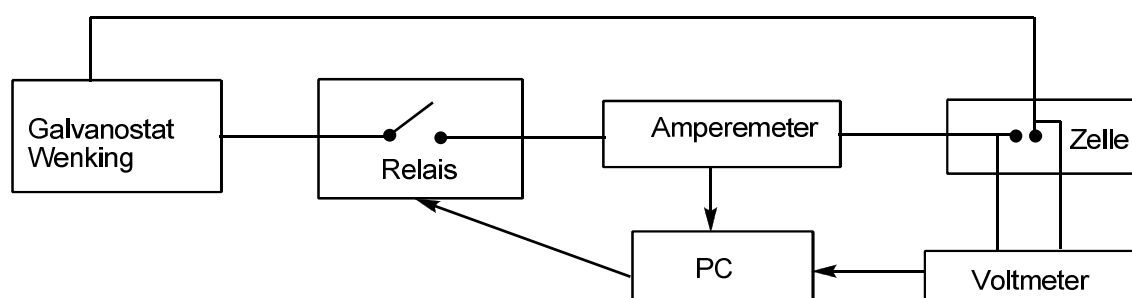 Galvanostat
Wenking
Relais
Amperemeter
Zelle
PC
Voltmeter